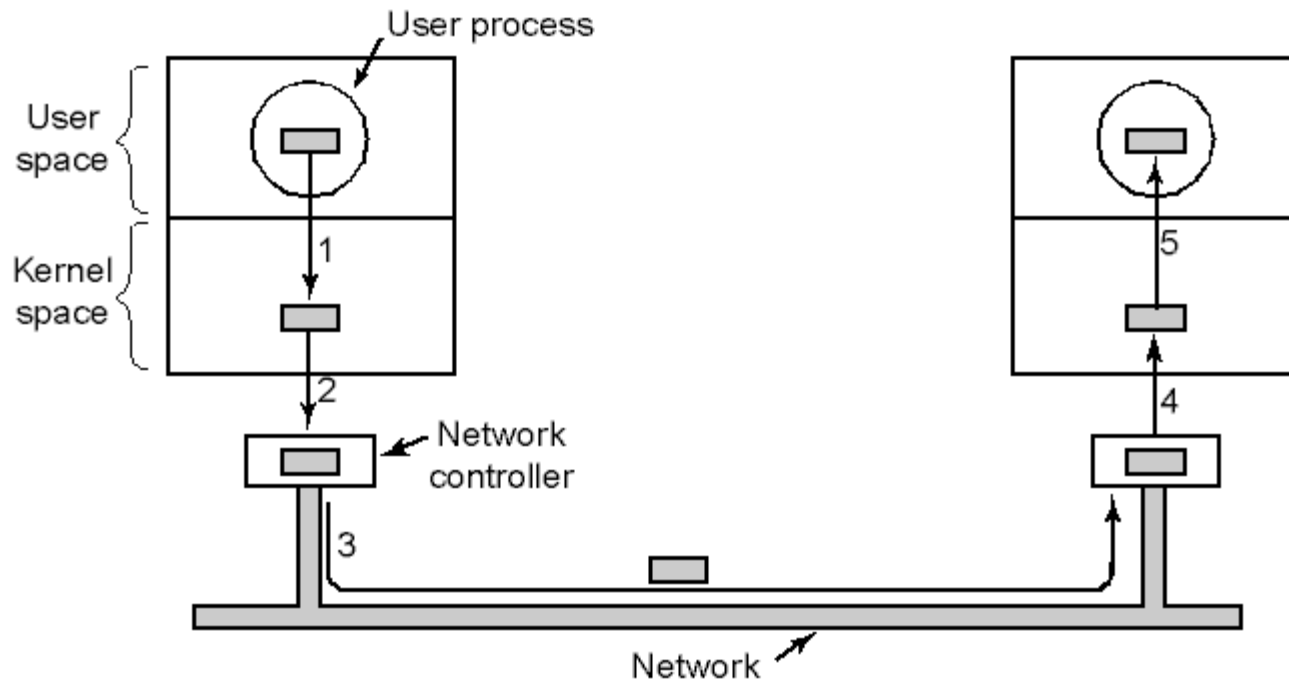 User process
User
space
1
5
Kernel
space
2
4
Network
controller
3
Network